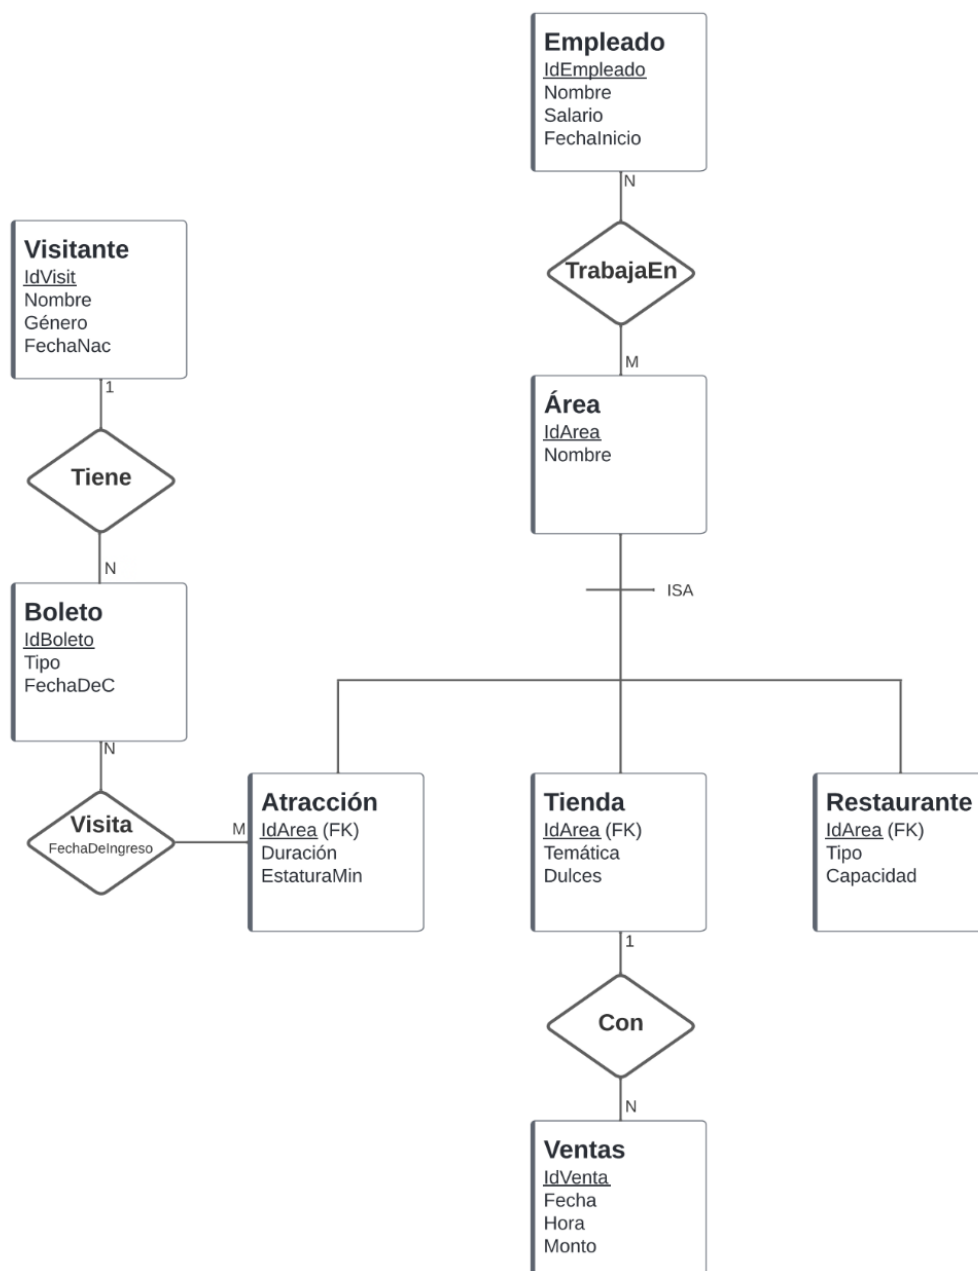 Empleado
IdEmpleado
Nombre
Salario
FechaInicio
N
TrabajaEn
M
Visitante
IdVisit
Nombre
Género
FechaNac
1
Tiene
N
Área
IdArea
Nombre
ISA
Boleto
IdBoleto
Tipo
FechaDeC
N
Visita
FechaDeIngreso
M
Atracción
IdArea (FK)
Duración
EstaturaMin
Tienda
IdArea (FK)
Temática
Dulces
Restaurante
IdArea (FK)
Tipo
Capacidad
1
Con
N
Ventas
IdVenta
Fecha
Hora
Monto